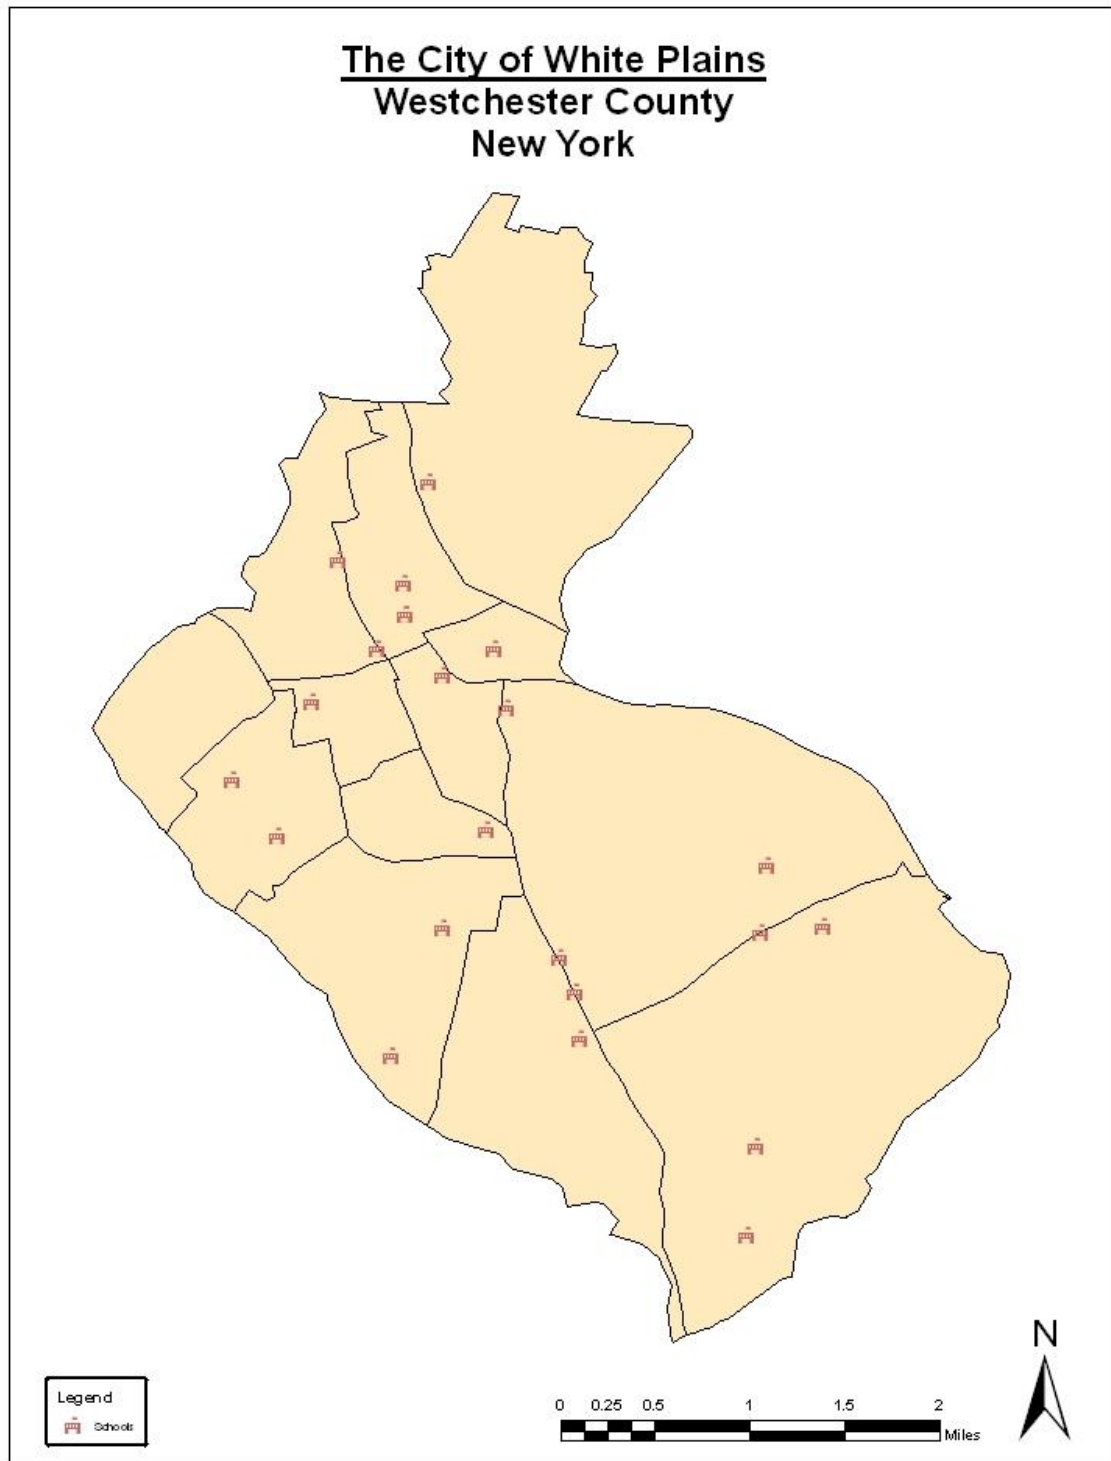 The City of White Plains
Westchester County
New York
Legend
Schools
0 0.25 0.5 1 1.5 2
Miles
N